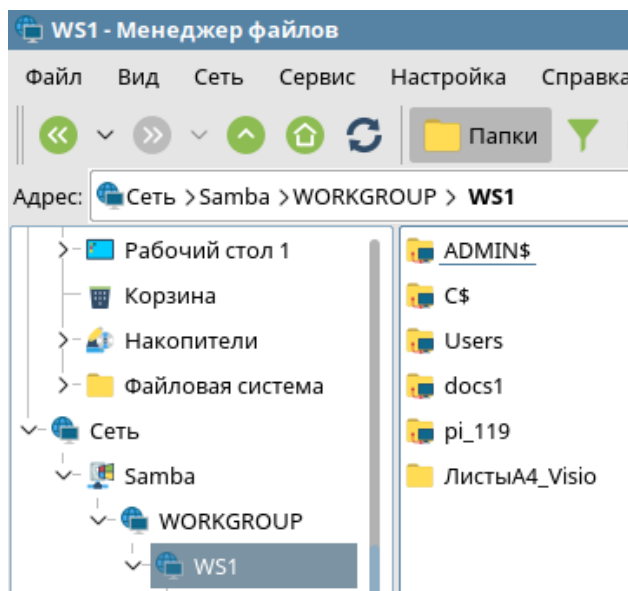 WS1 - Менеджер файлов
Файл Вид Сеть Сервис Настройка Справка
Папки
Адрес: Сеть > Samba > WORKGROUP > WS1
Рабочий стол 1
Корзина
Накопители
Файловая система
Сеть
Samba
WORKGROUP
WS1
ADMIN$
C$
Users
docs1
pi_119
ЛистыА4_Visio